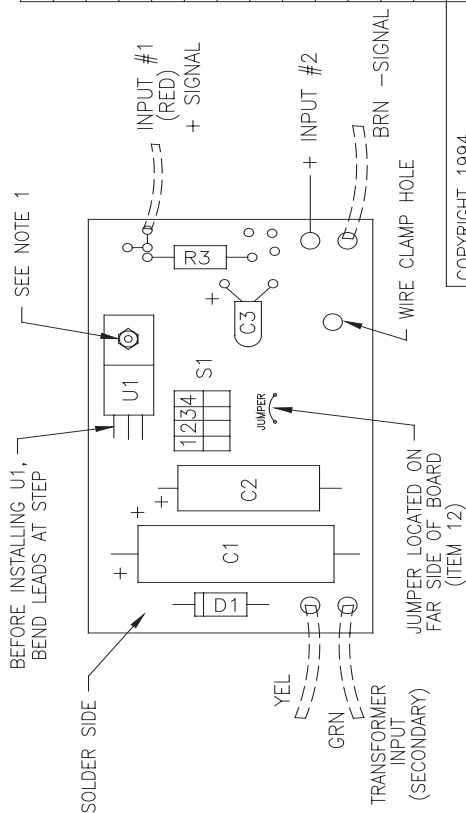 BEFORE INSTALLING U1,
BEND LEADS AT STEP
SEE NOTE 1
SOLDER SIDE
INPUT #1
(RED)
+ SIGNAL
+
+
+
+
U1
R3
C3
S1
1234
D1
C1
C2
JUMPER
+ INPUT #2
BRN -SIGNAL
WIRE CLAMP HOLE
YEL
GRN
TRANSFORMER
INPUT
(SECONDARY)
JUMPER LOCATED ON
FAR SIDE OF BOARD
(ITEM 12)
COPYRIGHT 1994